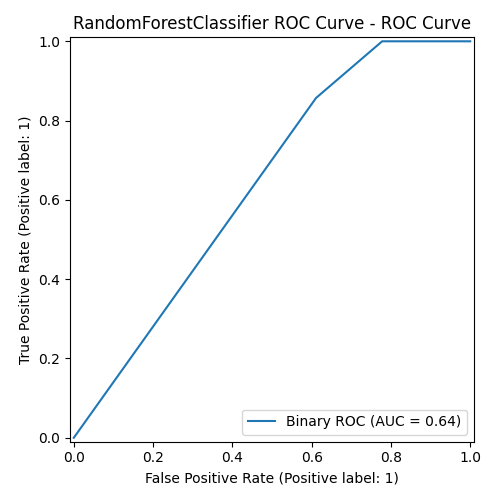 RandomForestClassifier ROC Curve - ROC Curve
True Positive Rate (Positive label: 1)
1.0
0.8
0.6
0.4
0.2
0.0
Binary ROC (AUC = 0.64)
0.0 0.2 0.4 0.6 0.8 1.0
False Positive Rate (Positive label: 1)